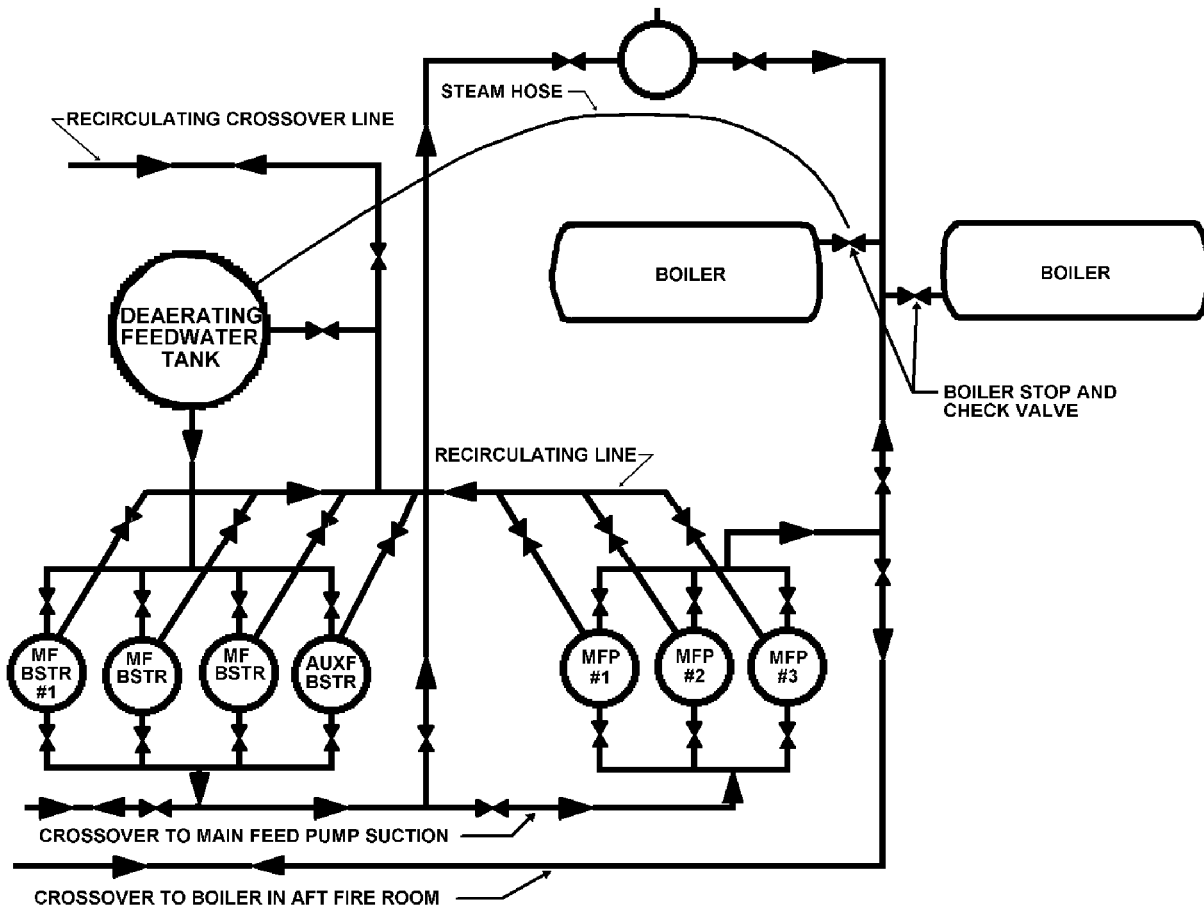 STEAM HOSE
RECIRCULATING CROSSOVER LINE
DEAERATING
FEEDWATER
TANK
BOILER
BOILER
BOILER STOP AND
CHECK VALVE
RECIRCULATING LINE
MF
BSTR
#1
MF
BSTR
MF
BSTR
AUXF
BSTR
MFP
#1
MFP
#2
MFP
#3
CROSSOVER TO MAIN FEED PUMP SUCTION
CROSSOVER TO BOILER IN AFT FIRE ROOM